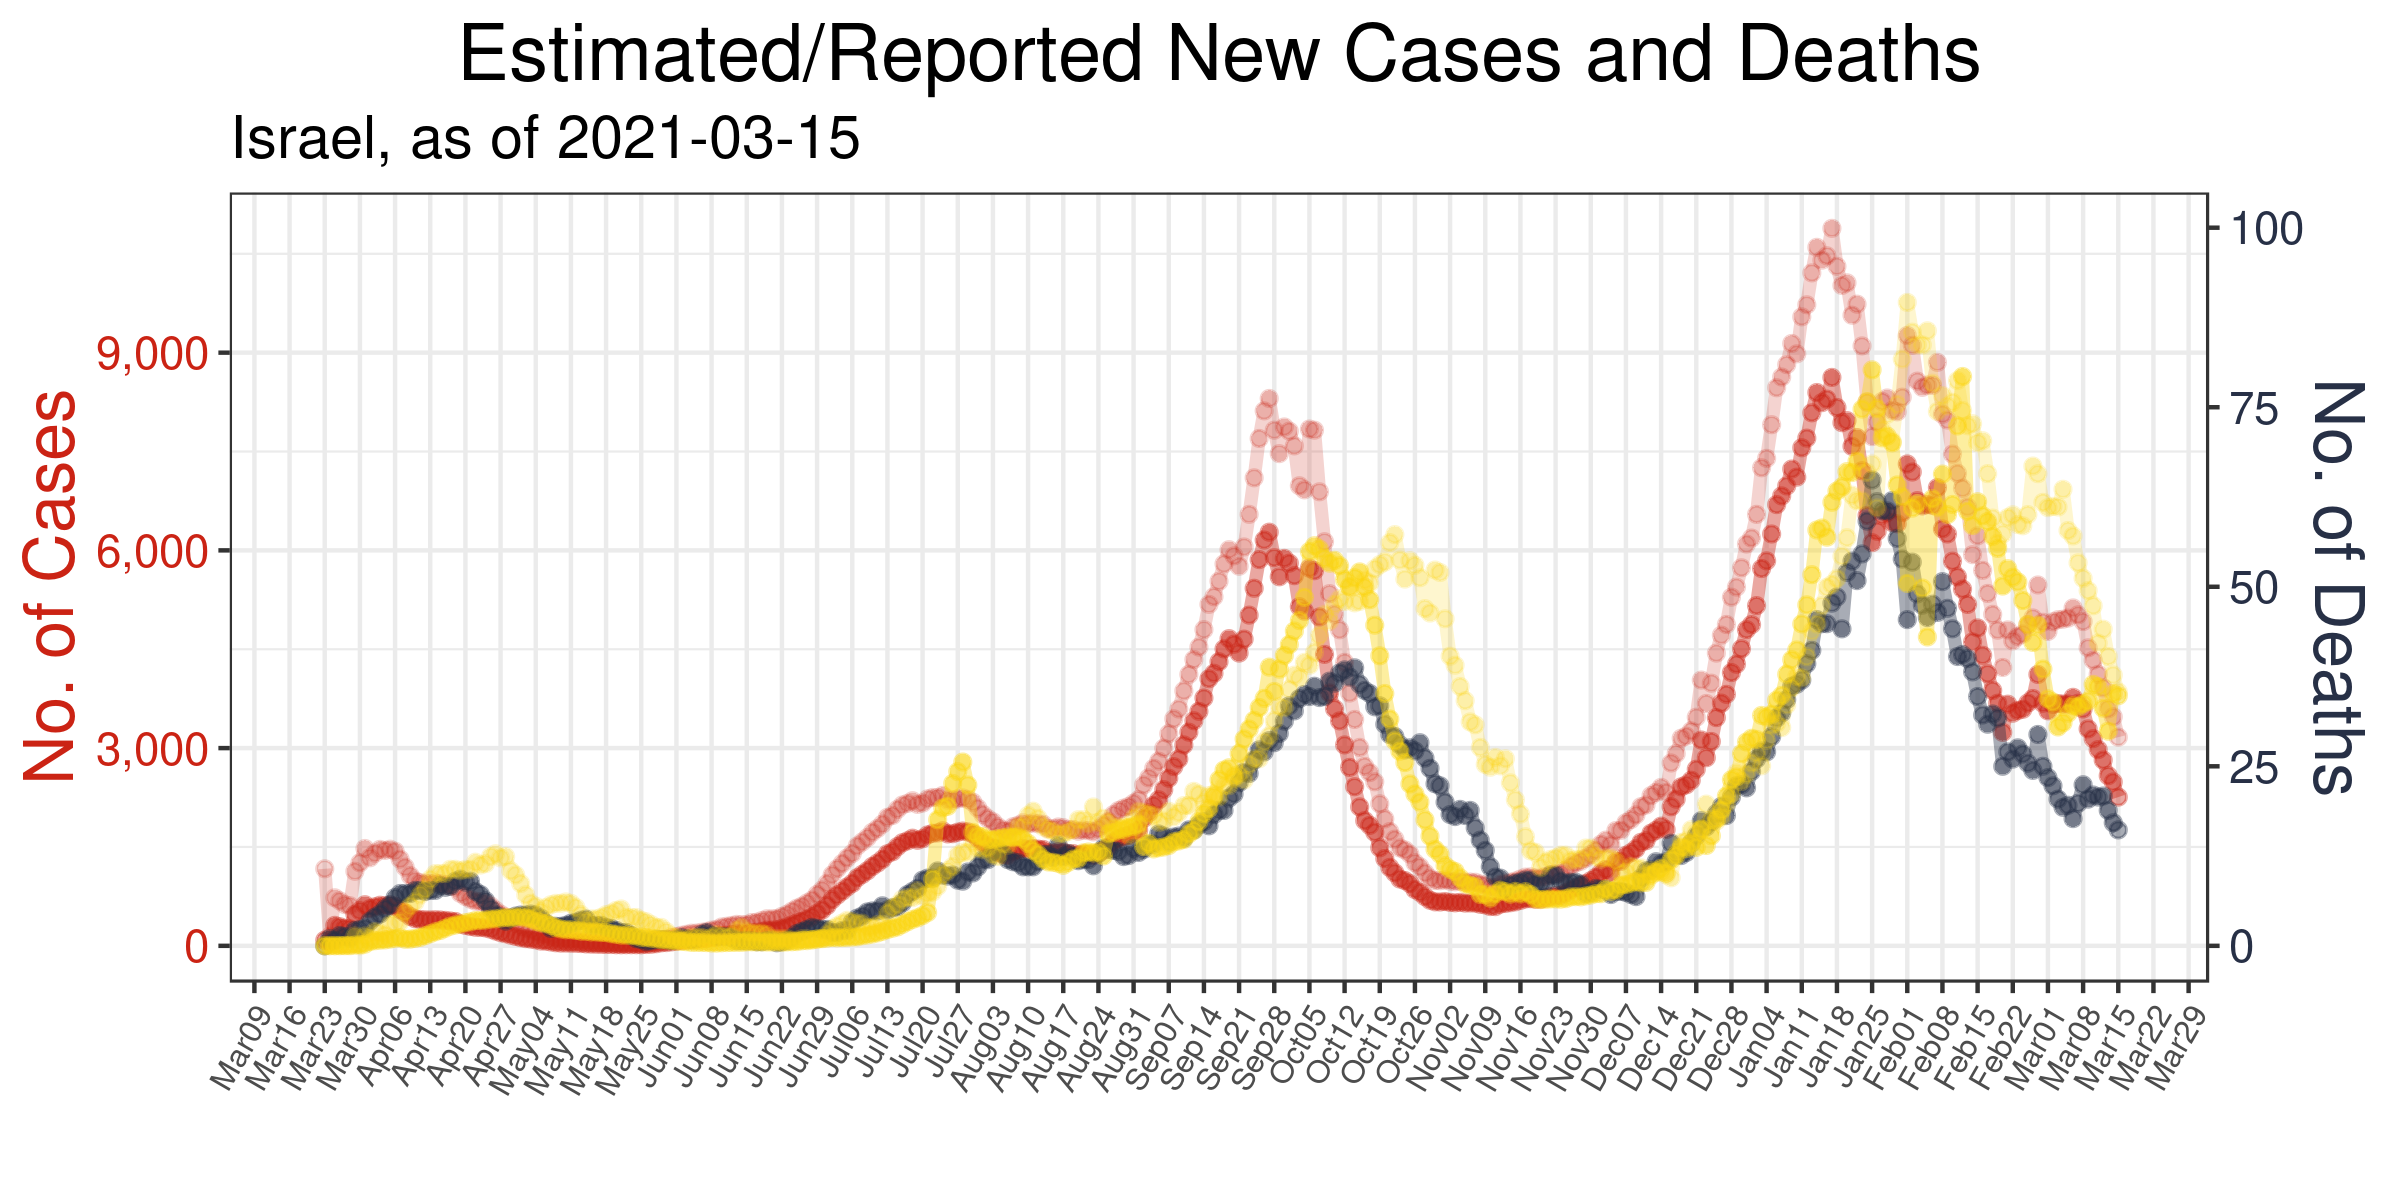 Estimated/Reported New Cases and Deaths
Israel, as of 2021-03-15
No. of Cases
9,000
6,000
3,000
0
100
75
50
25
0
No. of Deaths
Mar09
Mar16
Mar23
Mar30
Apr06
Apr13
Apr20
Apr27
May04
May11
May18
May25
Jun01
Jun08
Jun15
Jun22
Jun29
Jul06
Jul13
Jul20
Jul27
Aug03
Aug10
Aug17
Aug24
Aug31
Sep07
Sep14
Sep21
Sep28
Oct05
Oct12
Oct19
Oct26
Nov02
Nov09
Nov16
Nov23
Nov30
Dec07
Dec14
Dec21
Dec28
Jan04
Jan11
Jan18
Jan25
Feb01
Feb08
Feb15
Feb22
Mar01
Mar08
Mar15
Mar22
Mar29